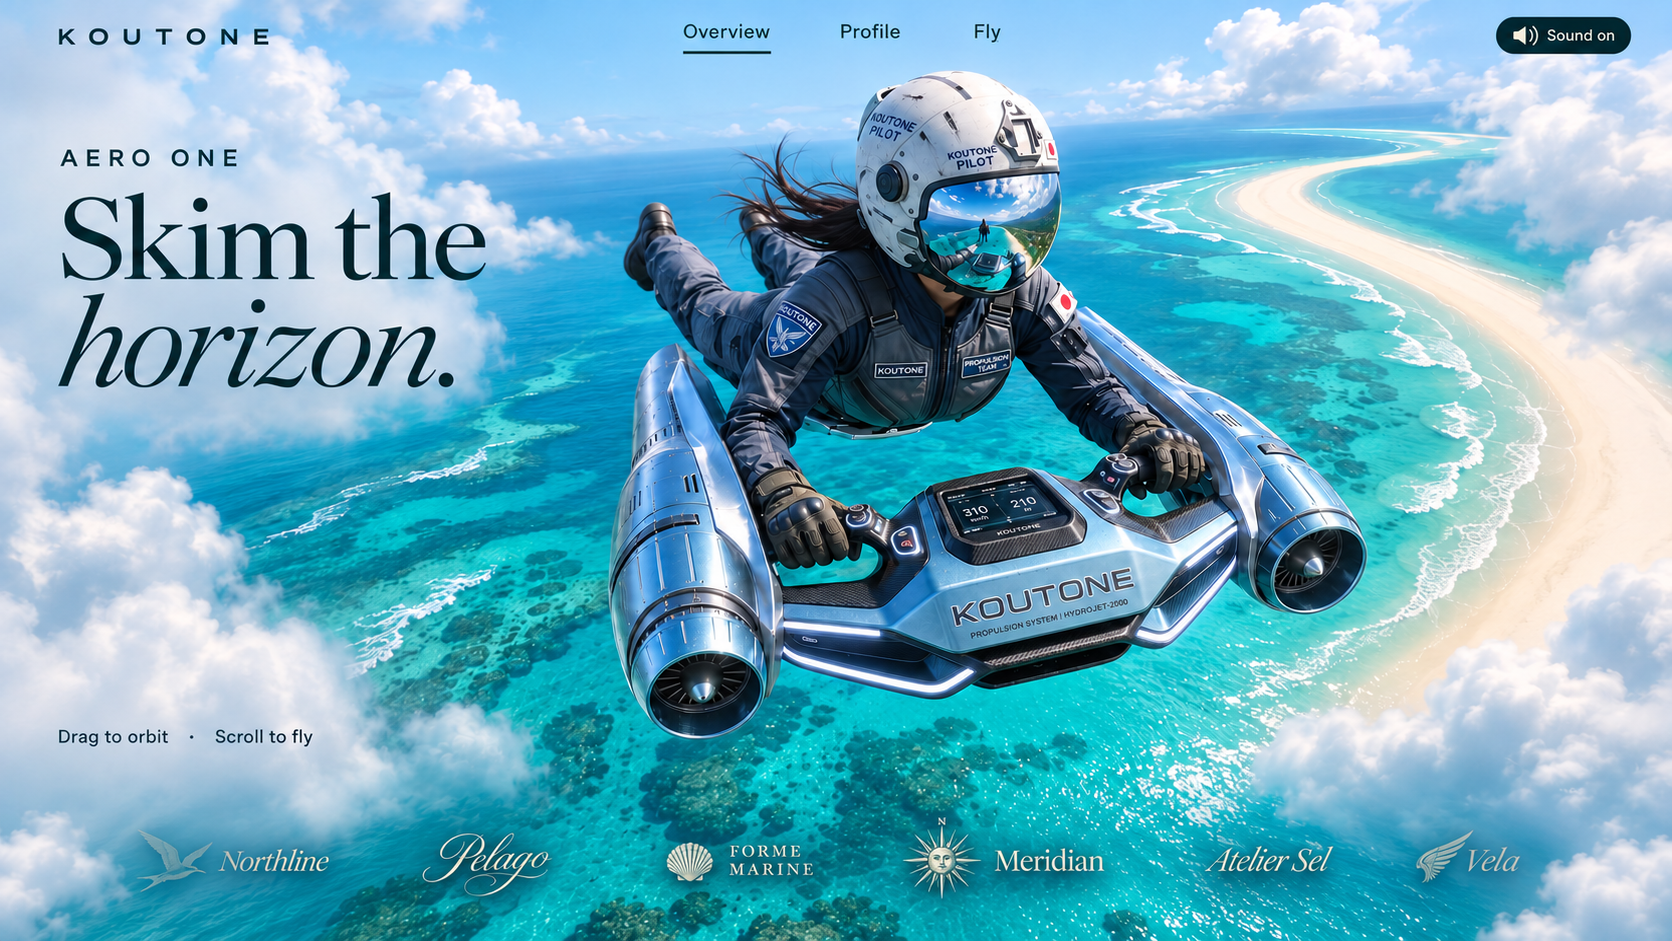 KOUTONE
Overview
Profile
Fly
Sound on
AERO ONE
Skim the
horizon.
KOUTONE
PILOT
KOUTONE
PILOT
KOUTONE
KOUTONE
PROPULSION
TEAM
310
210
KOUTONE
KOUTONE
PROPULSION SYSTEM | HYDROJET-2000
Drag to orbit • Scroll to fly
Northline
Pelago
FORME
MARINE
N
Meridian
Atelier Sel
Vela